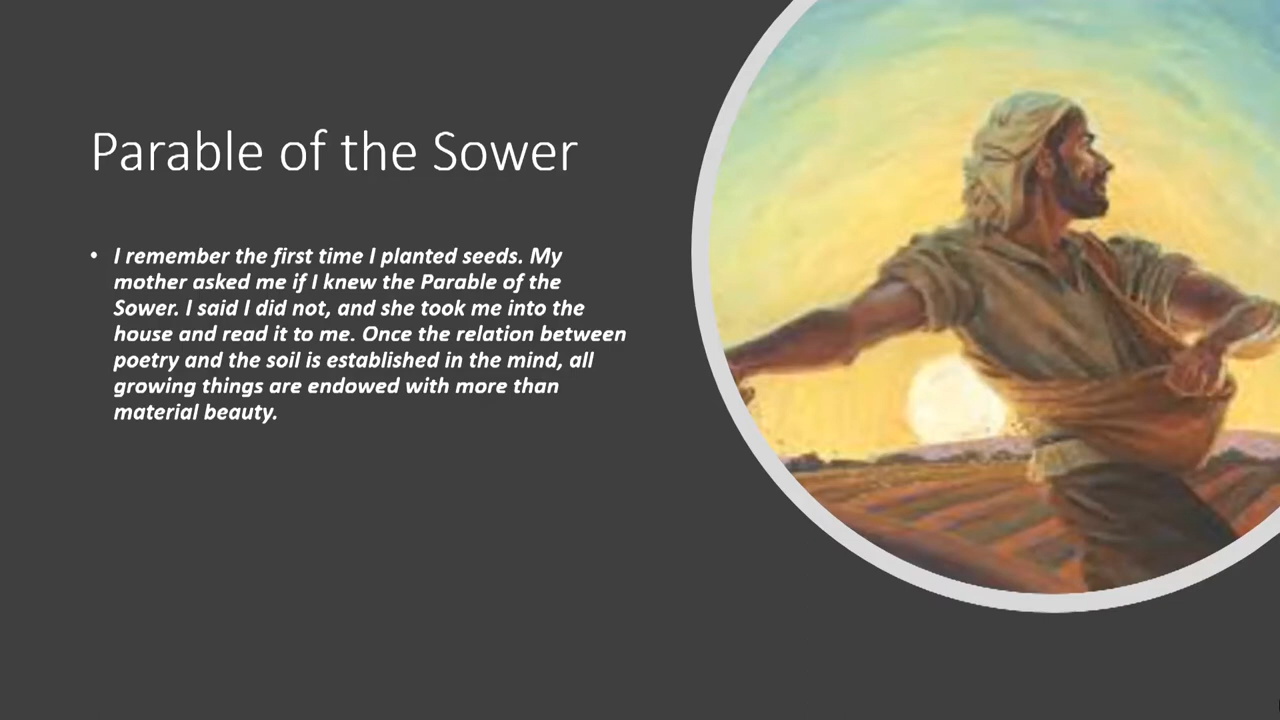 Parable of the Sower
• I remember the first time I planted seeds. My
mother asked me if I knew the Parable of the
Sower. I said I did not, and she took me into the
house and read it to me. Once the relation between
poetry and the soil is established in the mind, all
growing things are endowed with more than
material beauty.